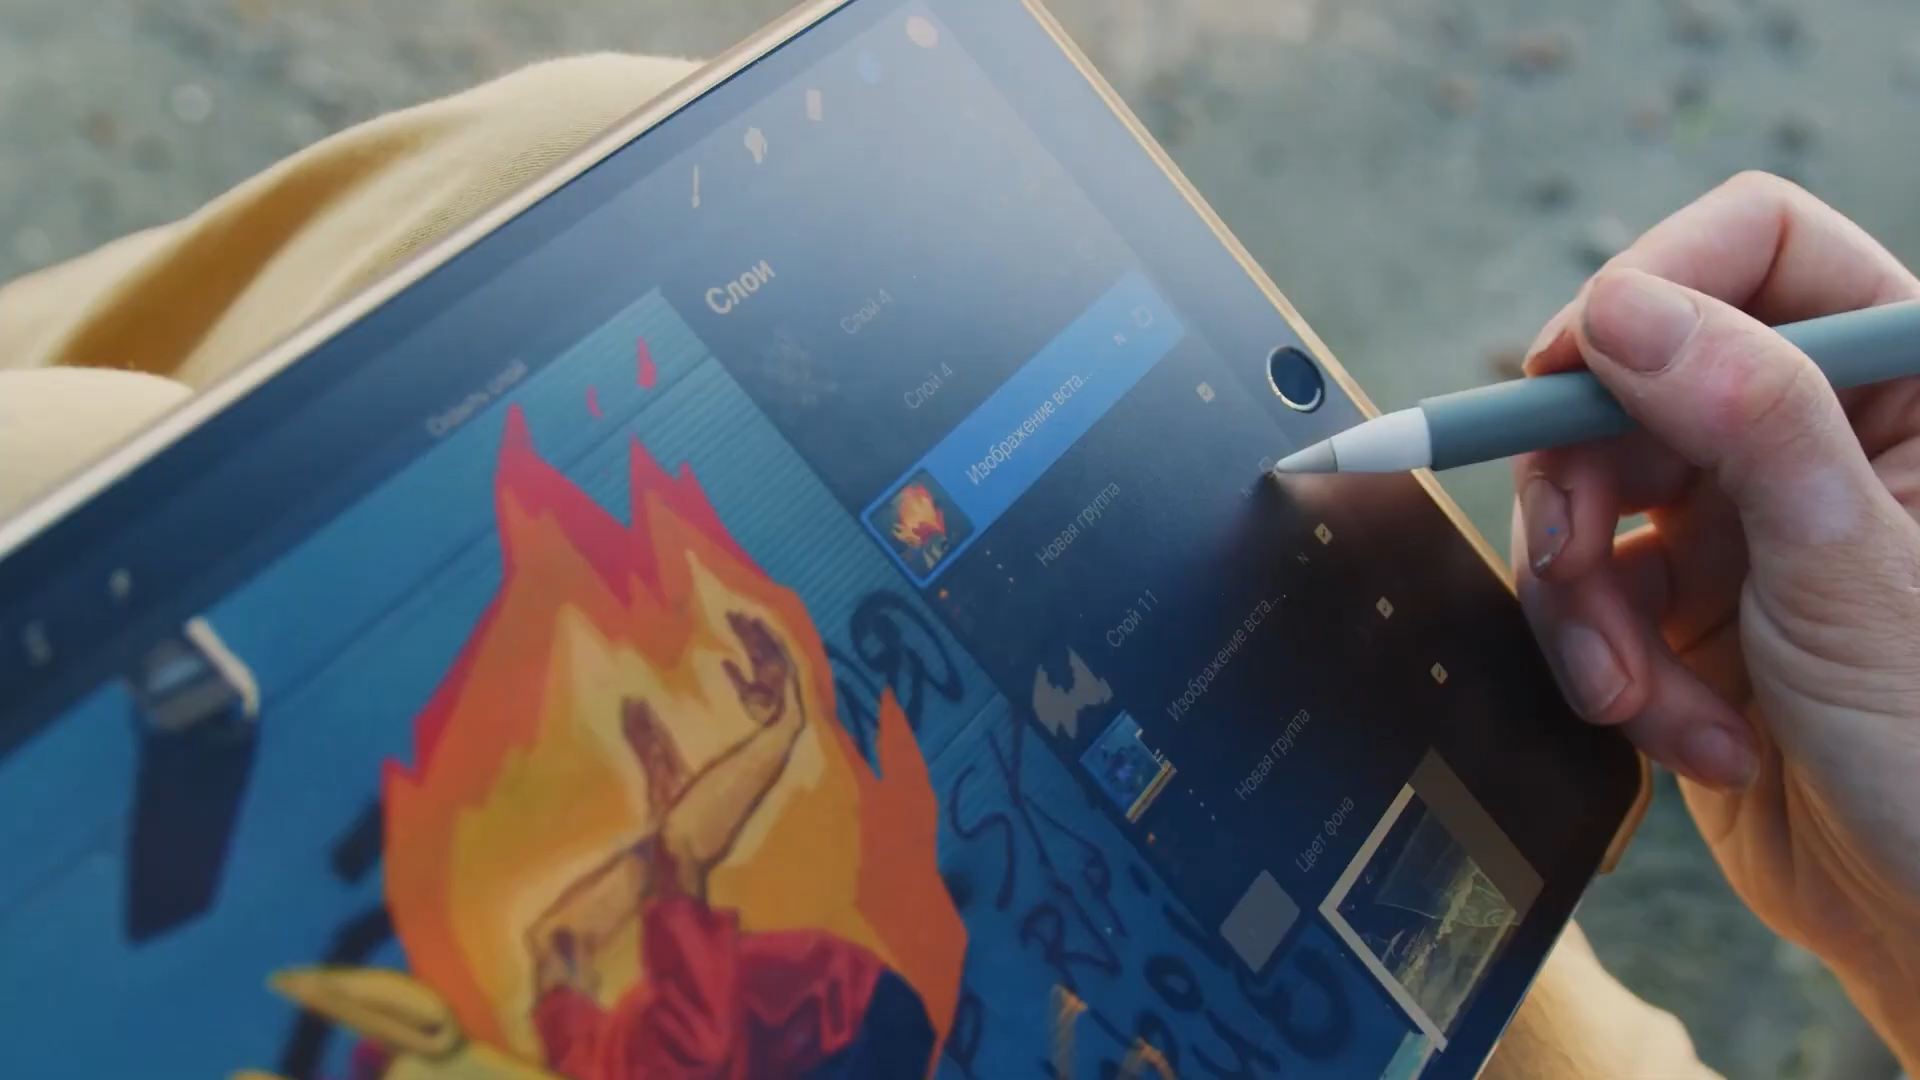 Слои
Слой 4
Слой 4
N
Изображение вста...
Новая группа
Слой 11
N
Изображение вста...
Новая группа
Цвет фона